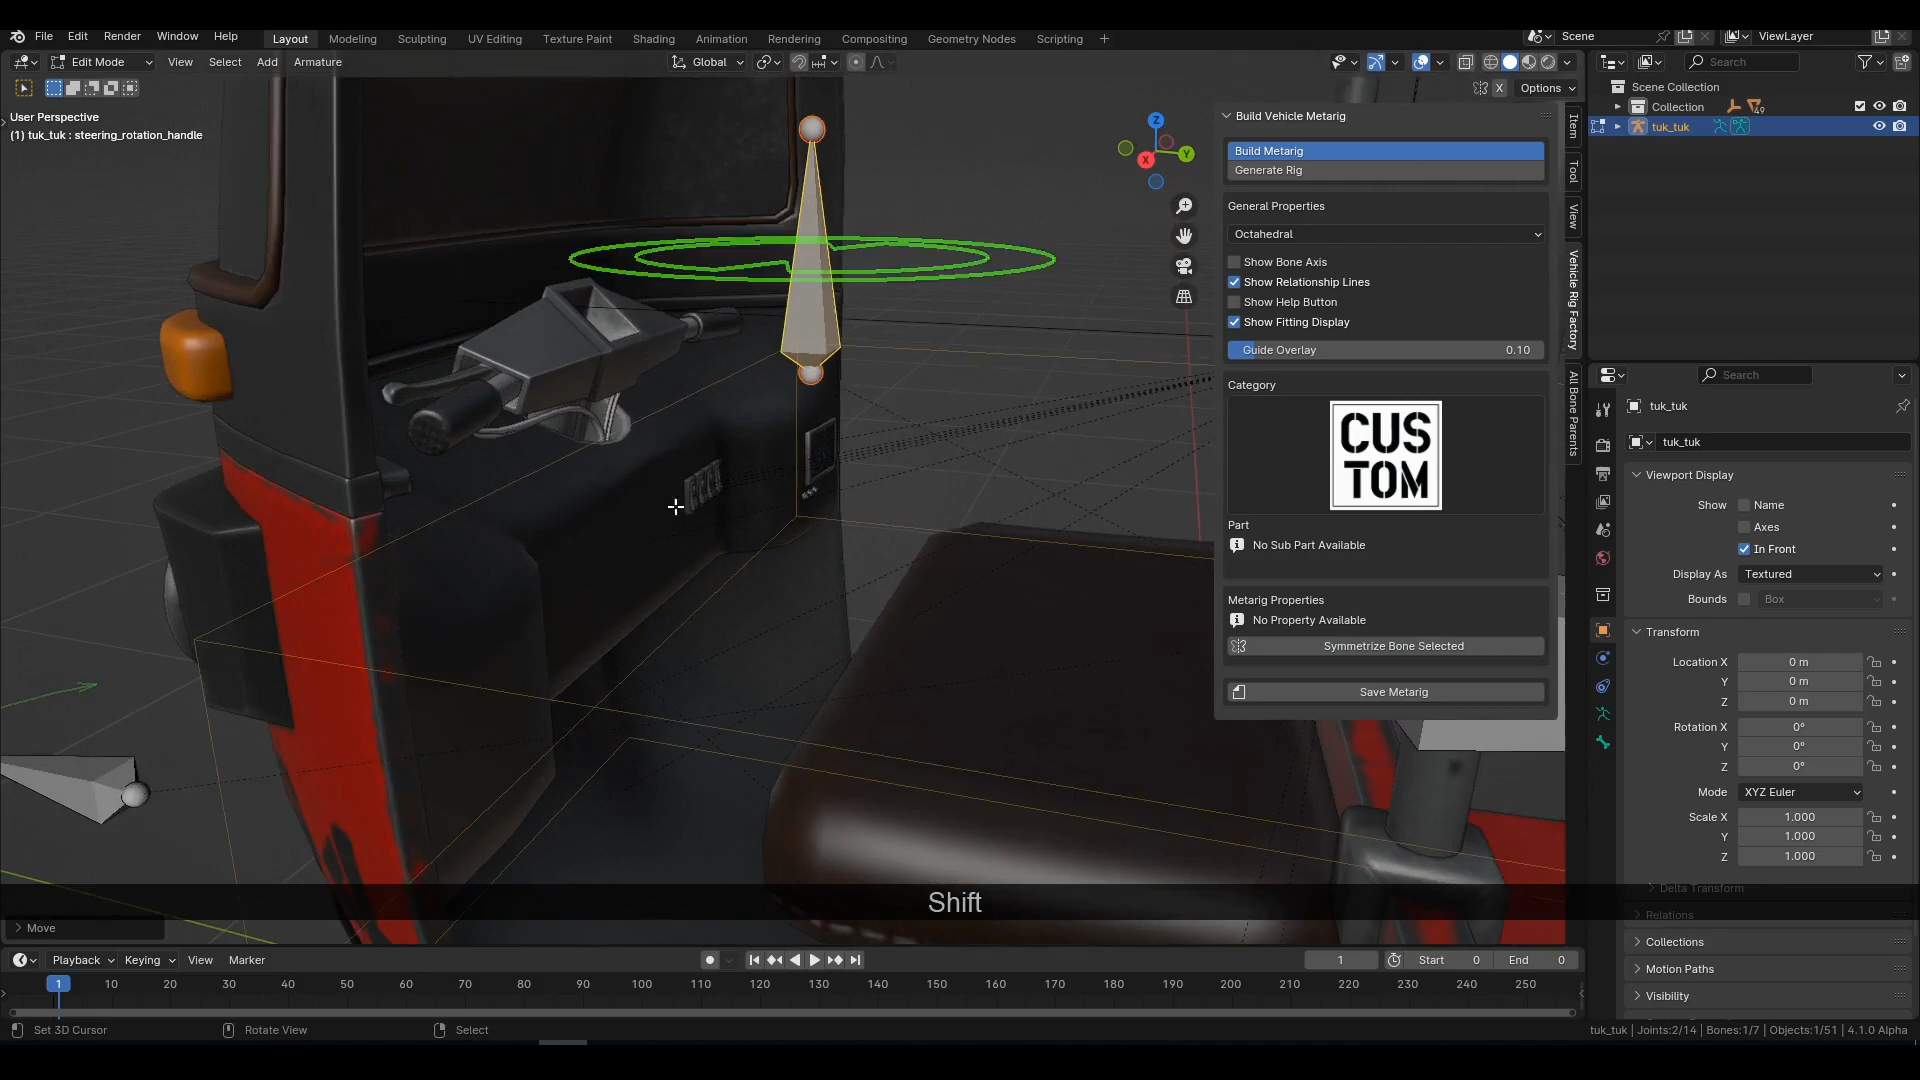 File Edit Render Window Help
Layout Modeling Sculpting UV Editing Texture Paint Shading Animation Rendering Compositing Geometry Nodes Scripting +
Scene
ViewLayer
Edit Mode View Select Add Armature
Global
Search
X Options
User Perspective
(1) tuk_tuk : steering_rotation_handle
Scene Collection
Collection 49
tuk_tuk
Z
Y
X
Build Vehicle Metarig
Build Metarig
Generate Rig
General Properties
Octahedral
Show Bone Axis
Show Relationship Lines
Show Help Button
Show Fitting Display
Guide Overlay 0.10
Category
CUS
TOM
Part
No Sub Part Available
Metarig Properties
No Property Available
Symmetrize Bone Selected
Save Metarig
Item
Tool
View
Vehicle Rig Factory
All Bone Parents
Search
tuk_tuk
tuk_tuk
Viewport Display
Show Name
Axes
In Front
Display As Textured
Bounds Box
Transform
Location X 0 m
Y 0 m
Z 0 m
Rotation X 0°
Y 0°
Z 0°
Mode XYZ Euler
Scale X 1.000
Y 1.000
Z 1.000
Delta Transform
Relations
Collections
Motion Paths
Visibility
Shift
Move
Playback Keying View Marker
1 Start 0 End 0
1 10 20 30 40 50 60 70 80 90 100 110 120 130 140 150 160 170 180 190 200 210 220 230 240 250
Set 3D Cursor Rotate View Select
tuk_tuk | Joints:2/14 | Bones:1/7 | Objects:1/51 | 4.1.0 Alpha